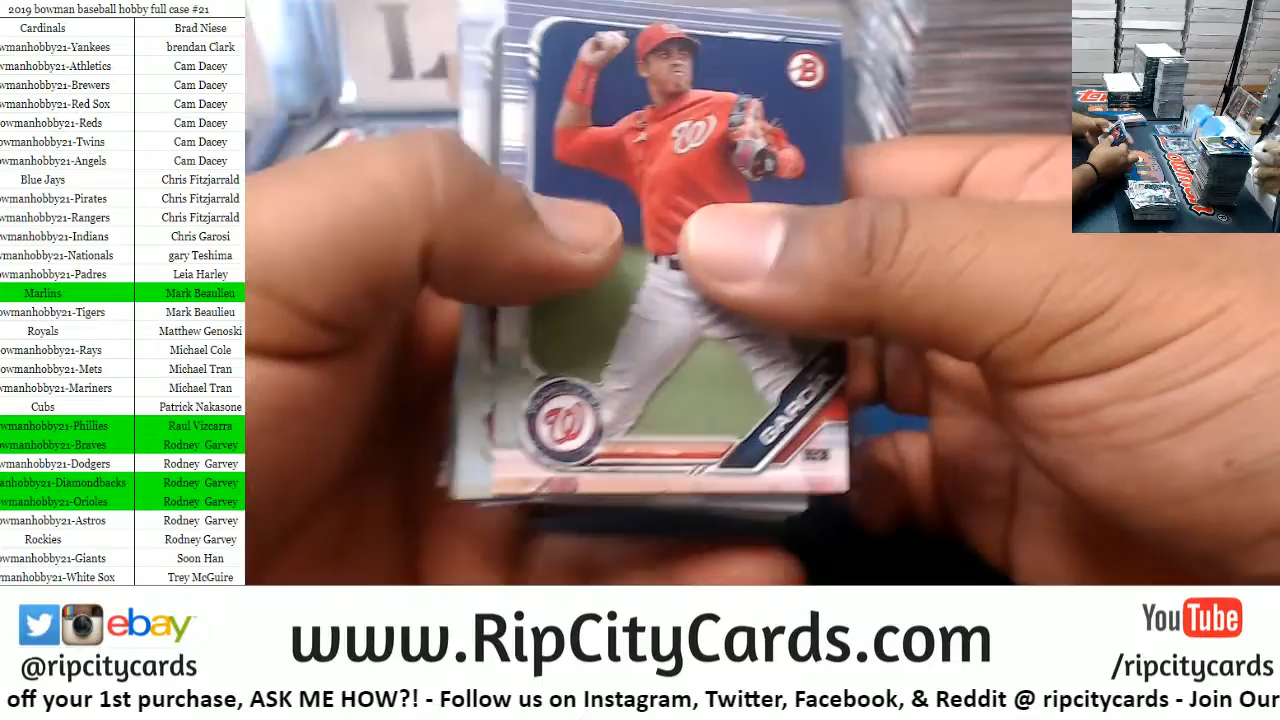 2019 bowman baseball hobby full case #21
Cardinals Brad Niese
wmanhobby21-Yankees brendan Clark
wmanhobby21-Athletics Cam Dacey
owmanhobby21-Brewers Cam Dacey
wmanhobby21-Red Sox Cam Dacey
owmanhobby21-Reds Cam Dacey
owmanhobby21-Twins Cam Dacey
owmanhobby21-Angels Cam Dacey
Blue Jays Chris Fitzjarrald
owmanhobby21-Pirates Chris Fitzjarrald
owmanhobby21-Rangers Chris Fitzjarrald
owmanhobby21-Indians Chris Garosi
manhobby21-Nationals gary Teshima
owmanhobby21-Padres Leia Harley
Marlins Mark Beaulieu
owmanhobby21-Tigers Mark Beaulieu
Royals Matthew Genoski
owmanhobby21-Rays Michael Cole
owmanhobby21-Mets Michael Tran
wmanhobby21-Mariners Michael Tran
Cubs Patrick Nakasone
owmanhobby21-Phillies Raul Vizcarra
owmanhobby21-Braves Rodney Garvey
wmanhobby21-Dodgers Rodney Garvey
anhobby21-Diamondbacks Rodney Garvey
owmanhobby21-Orioles Rodney Garvey
owmanhobby21-Astros Rodney Garvey
Rockies Rodney Garvey
owmanhobby21-Giants Soon Han
manhobby21-White Sox Trey McGuire
B
W
W
ebay
@ripcitycards
www.RipCityCards.com
YouTube
/ripcitycards
off your 1st purchase, ASK ME HOW?! - Follow us on Instagram, Twitter, Facebook, & Reddit @ ripcitycards - Join Our